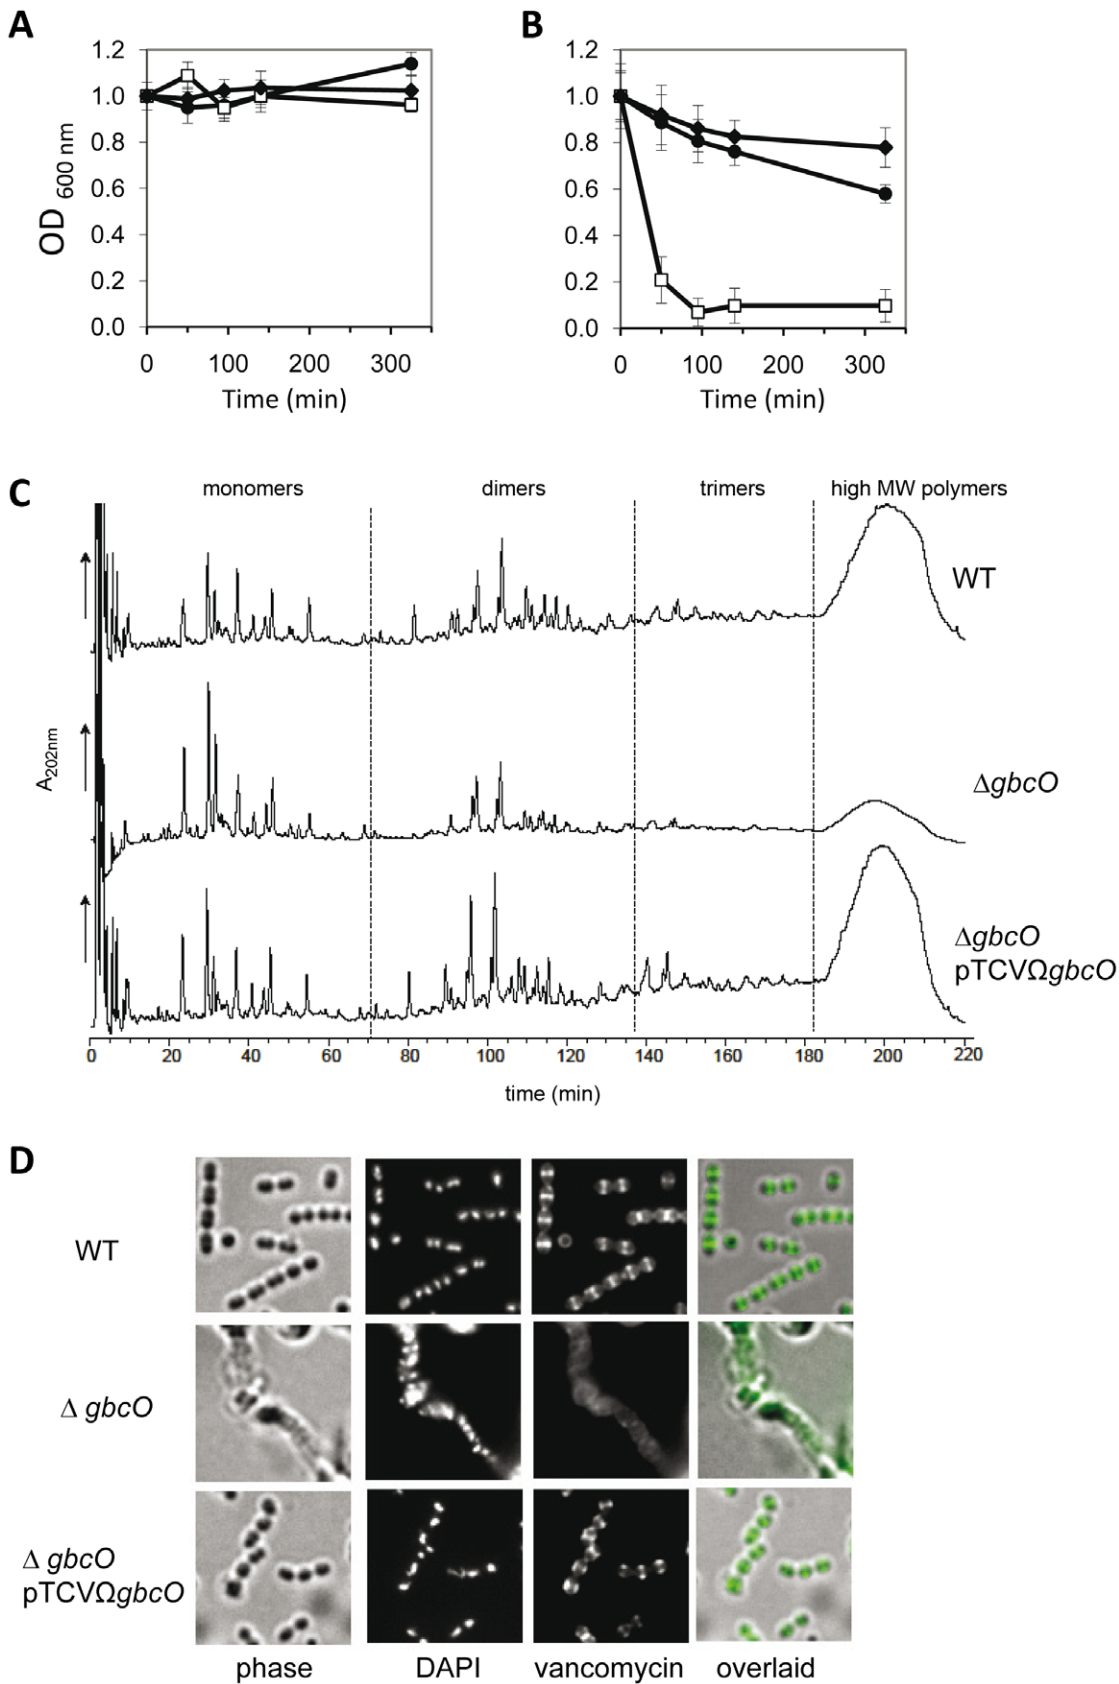 A
B
1.2
1.0
0.8
0.6
0.4
0.2
0.0
OD 600 nm
0
100
200
300
Time (min)
1.2
1.0
0.8
0.6
0.4
0.2
0.0
0
100
200
300
Time (min)
C
monomers
dimers
trimers
high MW polymers
WT
A202nm
ΔgbcO
ΔgbcO
pTCVΩgbcO
0 20 40 60 80 100 120 140 160 180 200 220
time (min)
D
WT
Δ gbcO
Δ gbcO
pTCVΩgbcO
phase
DAPI
vancomycin
overlaid